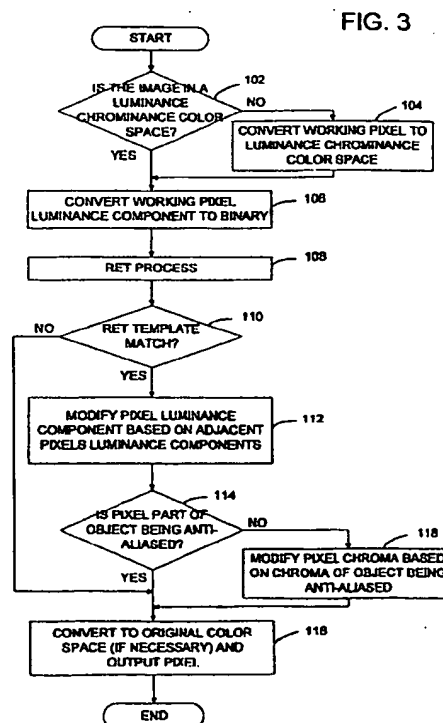 FIG. 3
START
IS THE IMAGE IN A
LUMINANCE
CHROMINANCE COLOR
SPACE?
102
NO
104
CONVERT WORKING PIXEL TO
LUMINANCE CHROMINANCE
COLOR SPACE
YES
CONVERT WORKING PIXEL
LUMINANCE COMPONENT TO BINARY
106
RET PROCESS
108
NO
RET TEMPLATE
MATCH?
110
YES
MODIFY PIXEL LUMINANCE
COMPONENT BASED ON ADJACENT
PIXELS LUMINANCE COMPONENTS
112
IS PIXEL PART OF
OBJECT BEING ANTI-
ALIASED?
114
NO
118
MODIFY PIXEL CHROMA BASED
ON CHROMA OF OBJECT BEING
ANTI-ALIASED
YES
CONVERT TO ORIGINAL COLOR
SPACE (IF NECESSARY) AND
OUTPUT PIXEL.
116
END